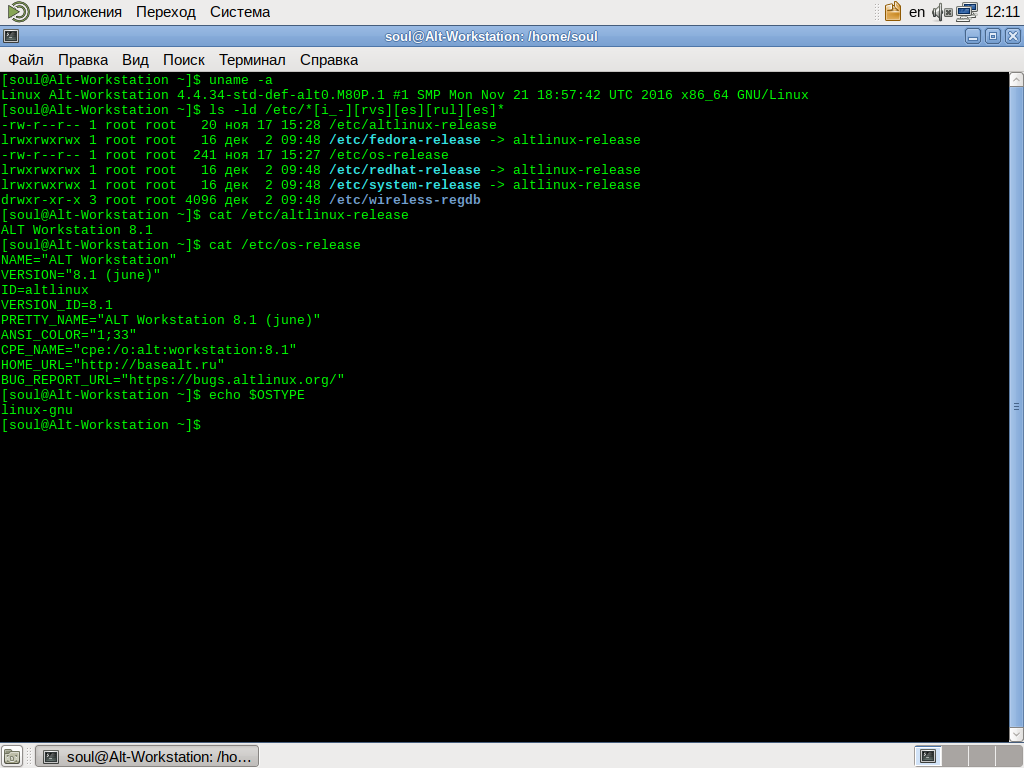 Приложения Переход Система en 12:11
soul@Alt-Workstation: /home/soul
Файл Правка Вид Поиск Терминал Справка
[soul@Alt-Workstation ~]$ uname -a
Linux Alt-Workstation 4.4.34-std-def-alt0.M80P.1 #1 SMP Mon Nov 21 18:57:42 UTC 2016 x86_64 GNU/Linux
[soul@Alt-Workstation ~]$ ls -ld /etc/*[i_-][rvs][es][rul][es]*
-rw-r--r-- 1 root root   20 ноя 17 15:28 /etc/altlinux-release
lrwxrwxrwx 1 root root   16 дек  2 09:48 /etc/fedora-release -> altlinux-release
-rw-r--r-- 1 root root  241 ноя 17 15:27 /etc/os-release
lrwxrwxrwx 1 root root   16 дек  2 09:48 /etc/redhat-release -> altlinux-release
lrwxrwxrwx 1 root root   16 дек  2 09:48 /etc/system-release -> altlinux-release
drwxr-xr-x 3 root root 4096 дек  2 09:48 /etc/wireless-regdb
[soul@Alt-Workstation ~]$ cat /etc/altlinux-release
ALT Workstation 8.1
[soul@Alt-Workstation ~]$ cat /etc/os-release
NAME="ALT Workstation"
VERSION="8.1 (june)"
ID=altlinux
VERSION_ID=8.1
PRETTY_NAME="ALT Workstation 8.1 (june)"
ANSI_COLOR="1;33"
CPE_NAME="cpe:/o:alt:workstation:8.1"
HOME_URL="http://basealt.ru"
BUG_REPORT_URL="https://bugs.altlinux.org/"
[soul@Alt-Workstation ~]$ echo $OSTYPE
linux-gnu
[soul@Alt-Workstation ~]$
soul@Alt-Workstation: /ho…